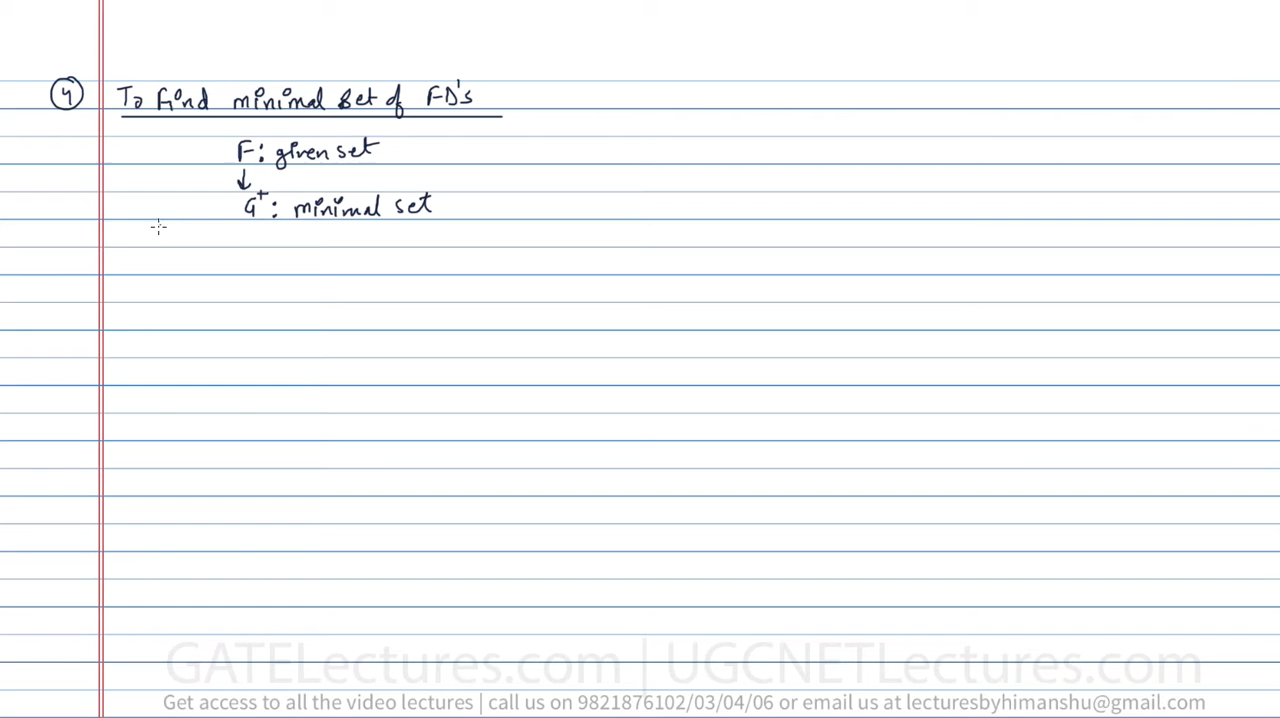 4 To Find minimal set of FD's
F: given set
↓
G⁺: minimal set
GATELectures.com | UGCNETLectures.com
Get access to all the video lectures | call us on 9821876102/03/04/06 or email us at lecturesbyhimanshu@gmail.com